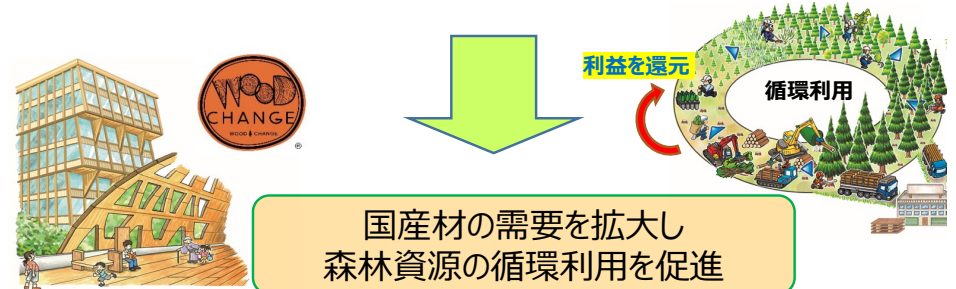 WOOD
CHANGE
WOOD CHANGE
®
利益を還元
循環利用
国産材の需要を拡大し
森林資源の循環利用を促進